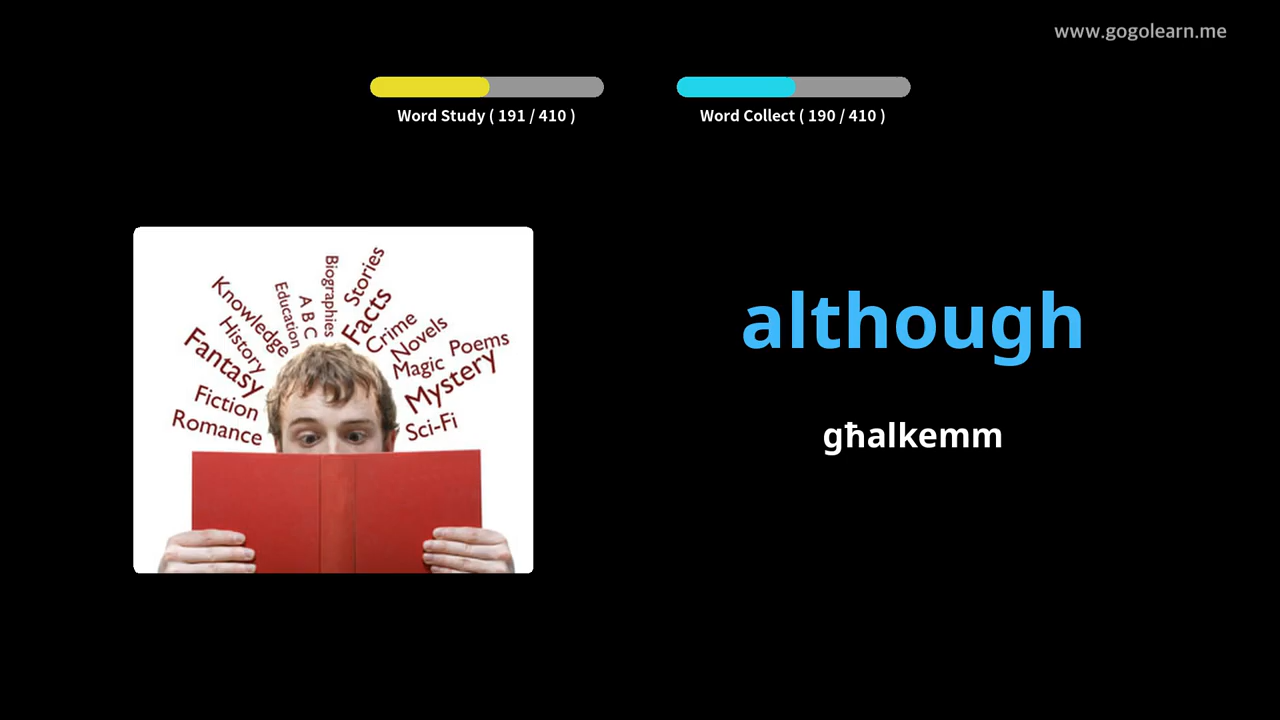 www.gogolearn.me
Word Study ( 191 / 410 )
Word Collect ( 190 / 410 )
Knowledge
History
Fantasy
Fiction
Romance
Education
A B C
Biographies
Stories
Facts
Crime
Novels
Magic
Poems
Mystery
Sci-Fi
although
għalkemm